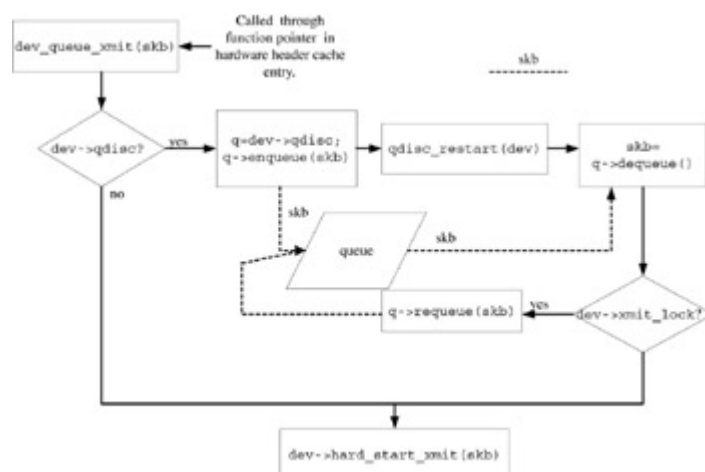 Called through
function pointer in
hardware header cache
entry.
dev_queue_xmit(skb)
skb
dev->qdisc?
yes
q=dev->qdisc;
q->enqueue(skb)
qdisc_restart(dev)
skb=
q->dequeue()
no
skb
queue
skb
q->requeue(skb)
yes
dev->xmit_lock?
dev->hard_start_xmit(skb)